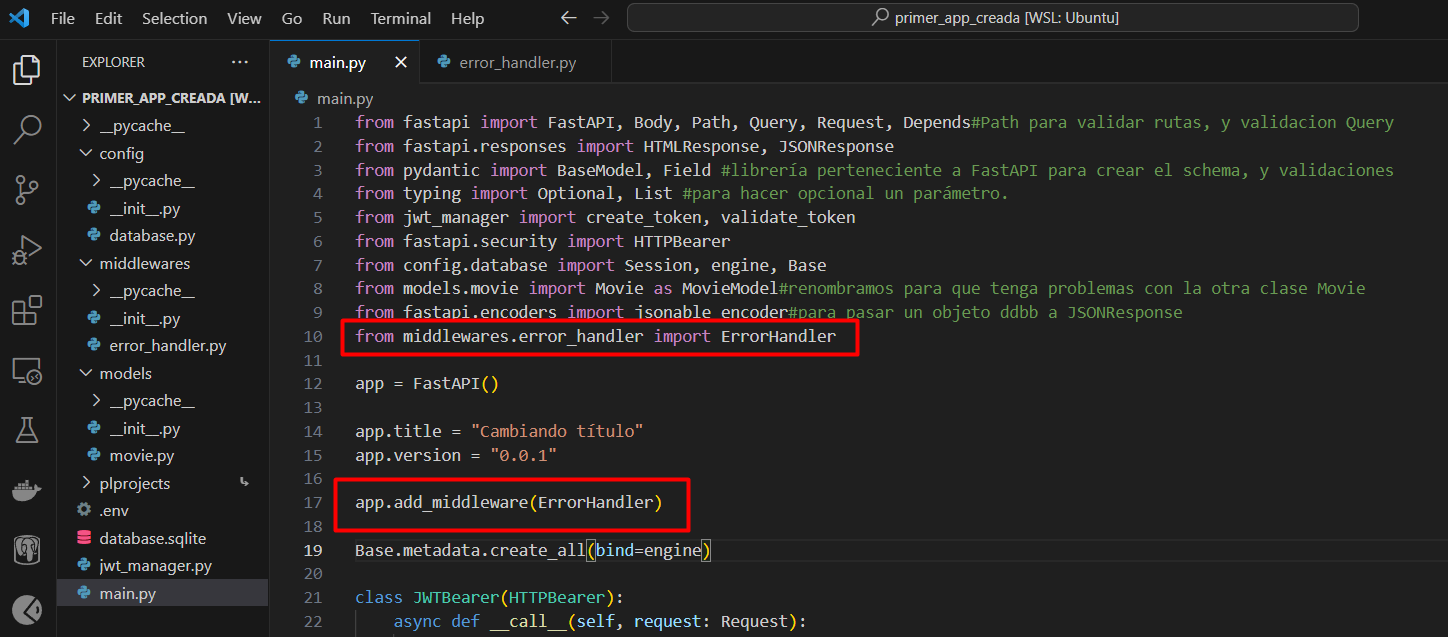 File Edit Selection View Go Run Terminal Help
primer_app_creada [WSL: Ubuntu]
EXPLORER ...
PRIMER_APP_CREADA [W...
__pycache__
config
__pycache__
__init__.py
database.py
middlewares
__pycache__
__init__.py
error_handler.py
models
__pycache__
__init__.py
movie.py
plprojects
.env
database.sqlite
jwt_manager.py
main.py
main.py
error_handler.py
main.py
1 from fastapi import FastAPI, Body, Path, Query, Request, Depends#Path para validar rutas, y validacion Query
2 from fastapi.responses import HTMLResponse, JSONResponse
3 from pydantic import BaseModel, Field #librería perteneciente a FastAPI para crear el schema, y validaciones
4 from typing import Optional, List #para hacer opcional un parámetro.
5 from jwt_manager import create_token, validate_token
6 from fastapi.security import HTTPBearer
7 from config.database import Session, engine, Base
8 from models.movie import Movie as MovieModel#renombramos para que tenga problemas con la otra clase Movie
9 from fastapi.encoders import jsonable_encoder#para pasar un objeto ddbb a JSONResponse
10 from middlewares.error_handler import ErrorHandler
11
12 app = FastAPI()
13
14 app.title = "Cambiando título"
15 app.version = "0.0.1"
16
17 app.add_middleware(ErrorHandler)
18
19 Base.metadata.create_all(bind=engine)
20
21 class JWTBearer(HTTPBearer):
22 async def __call__(self, request: Request):